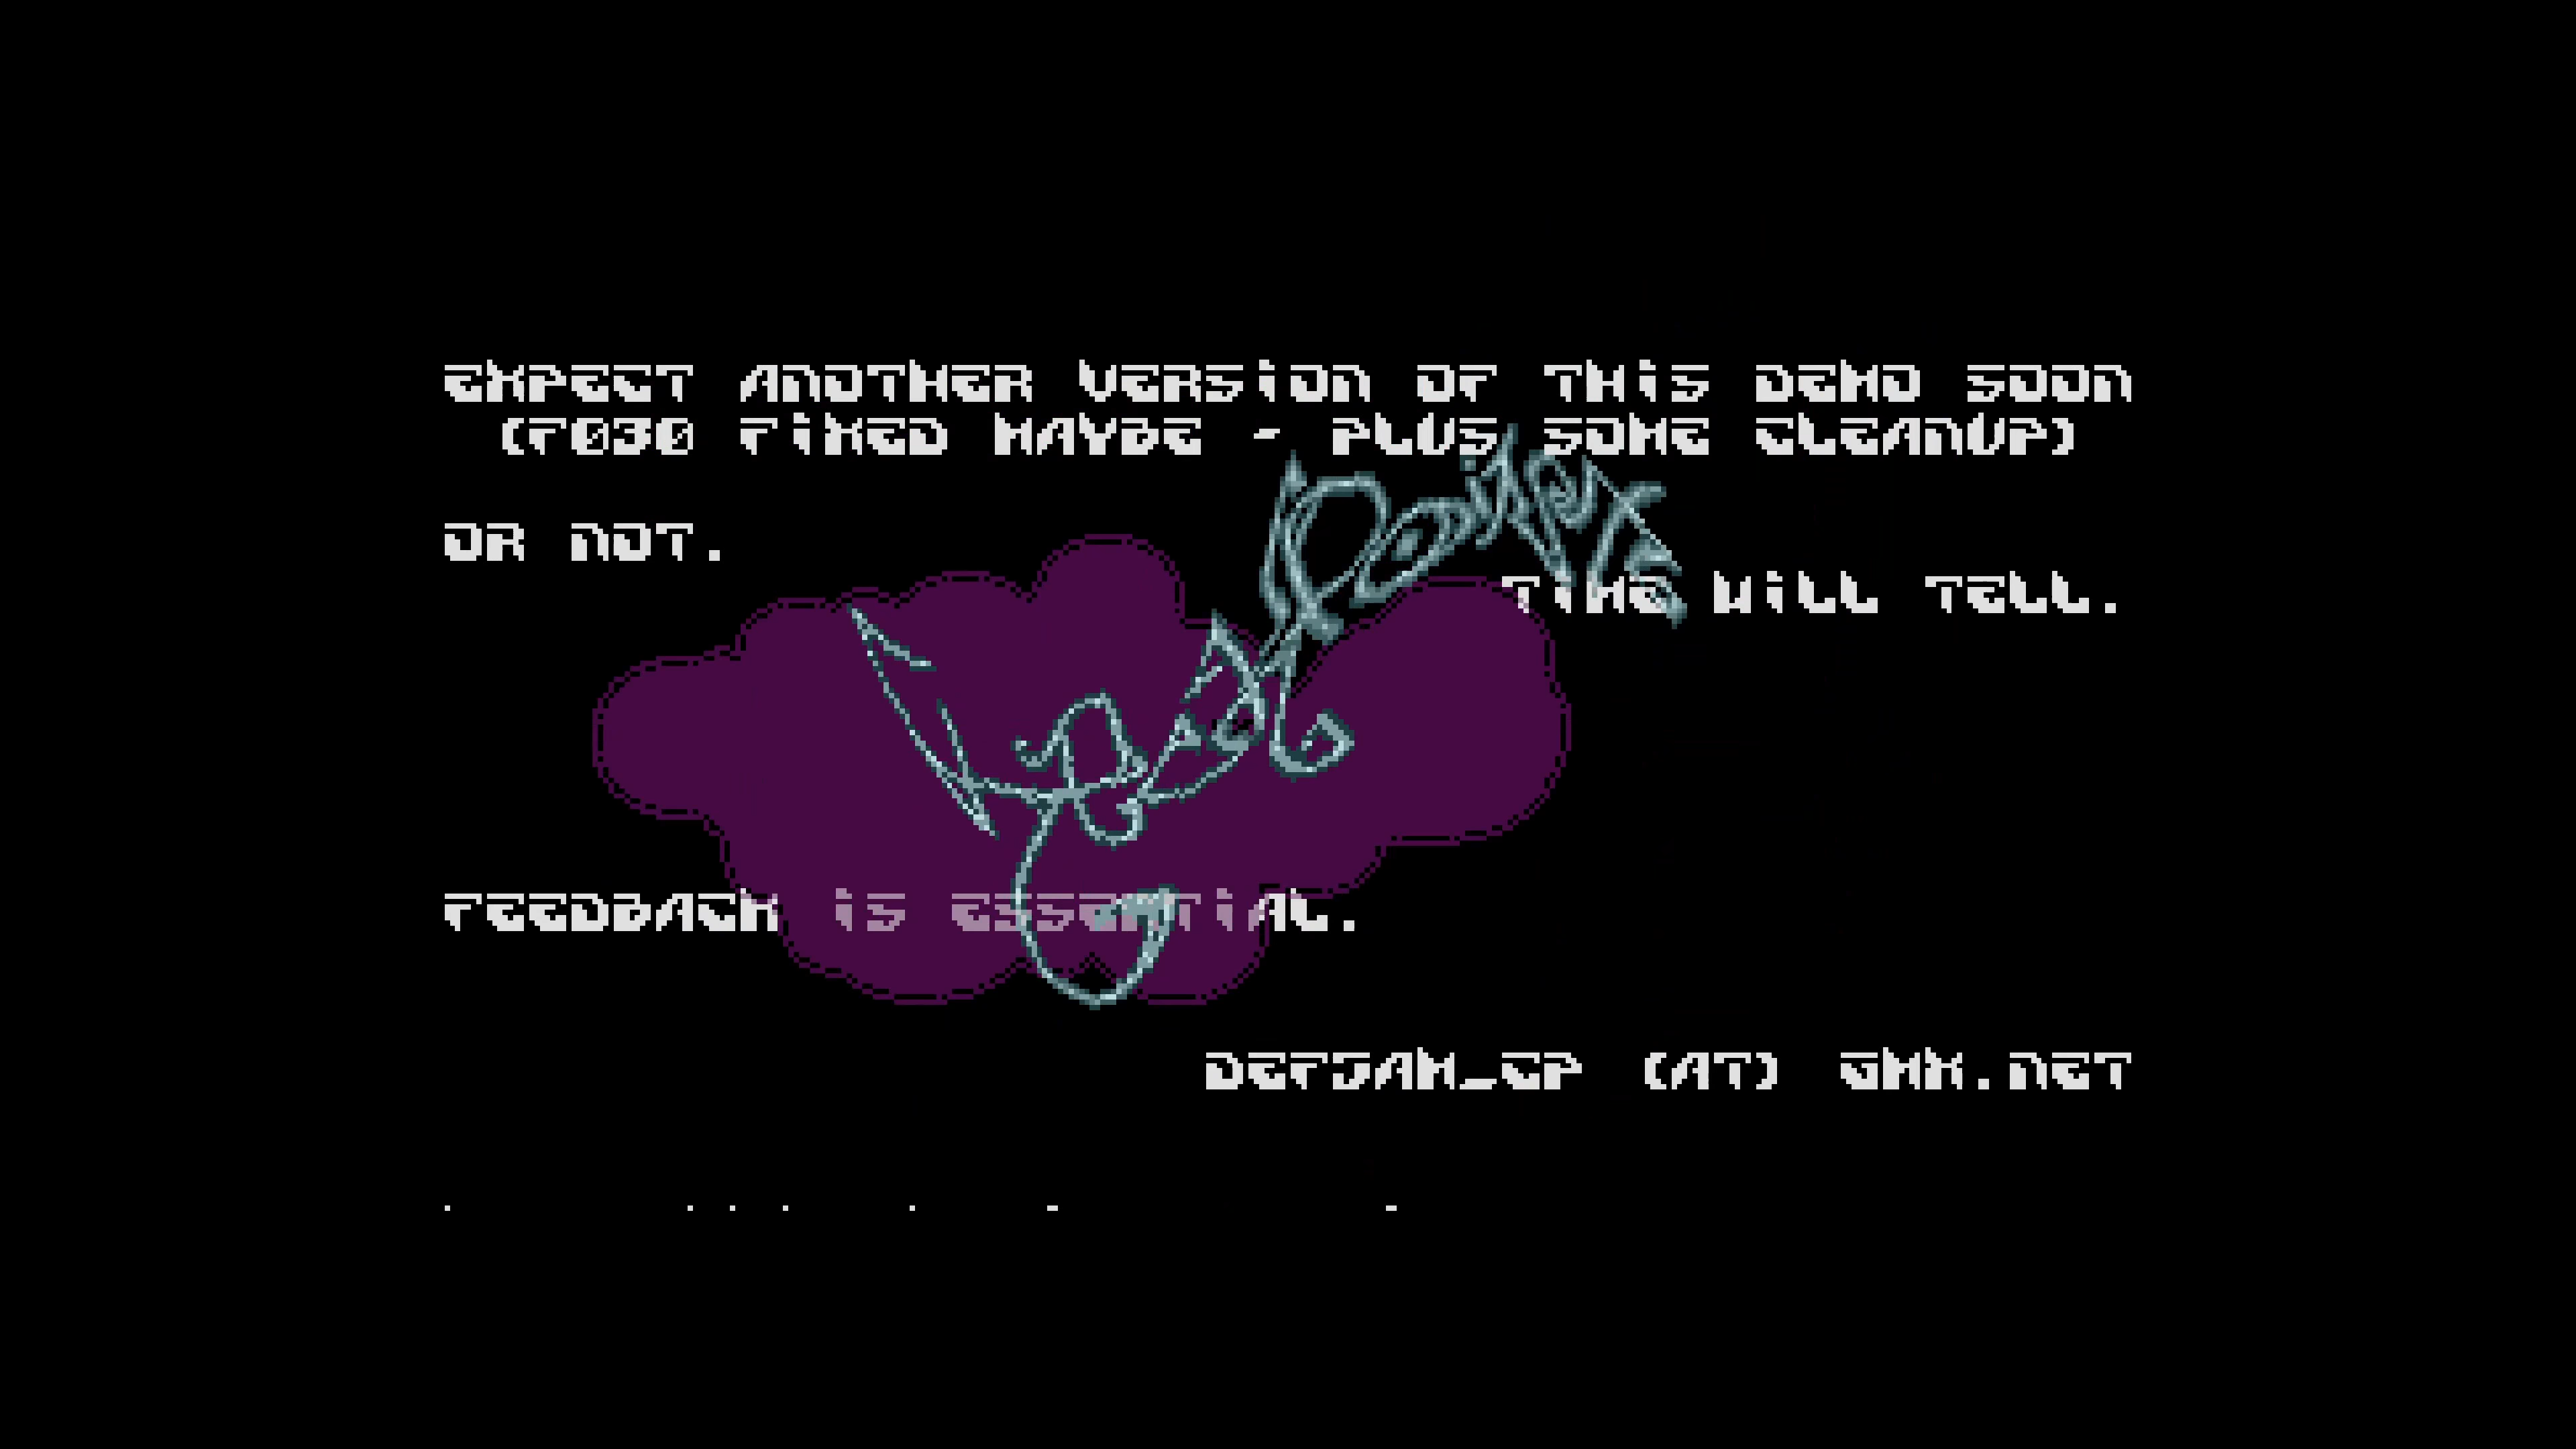 EXPECT ANOTHER VERSION OF THIS DEMO SOON
(F030 FIXED MAYBE - PLUS SOME CLEANUP)
OR NOT.
TIME WILL TELL.
FEEDBACK IS ESSENTIAL.
DEFJAM_CP (AT) GMX.NET